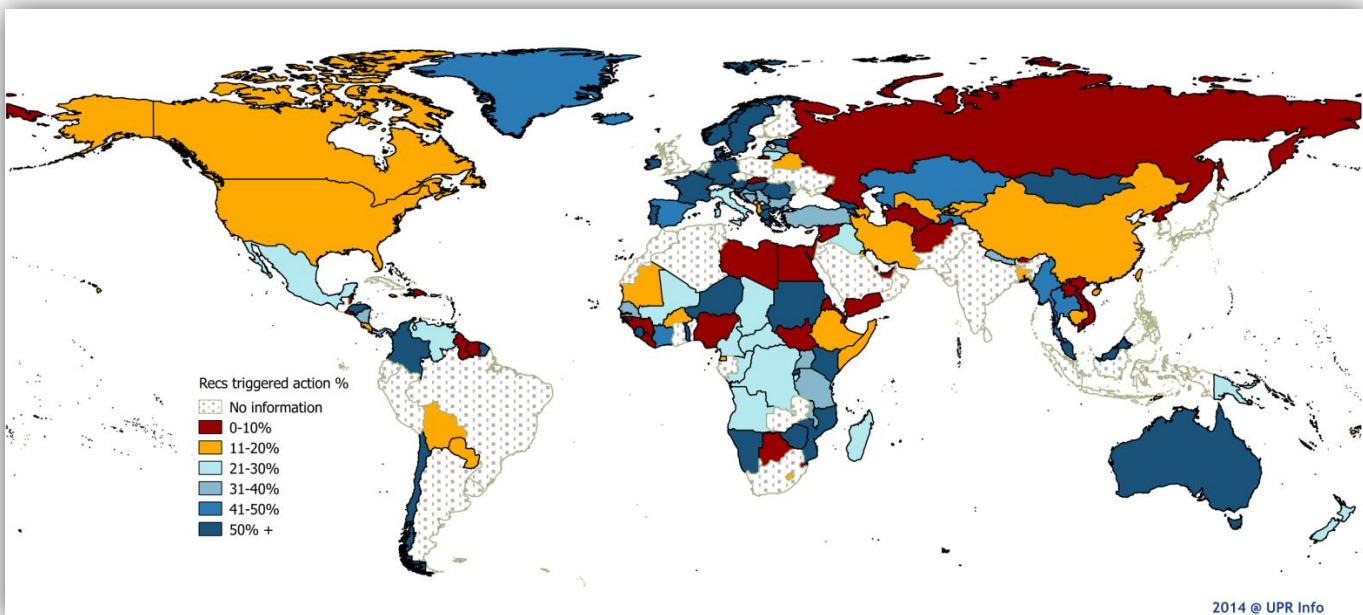 Recs triggered action %
No information
0-10%
11-20%
21-30%
31-40%
41-50%
50% +
2014 @ UPR Info